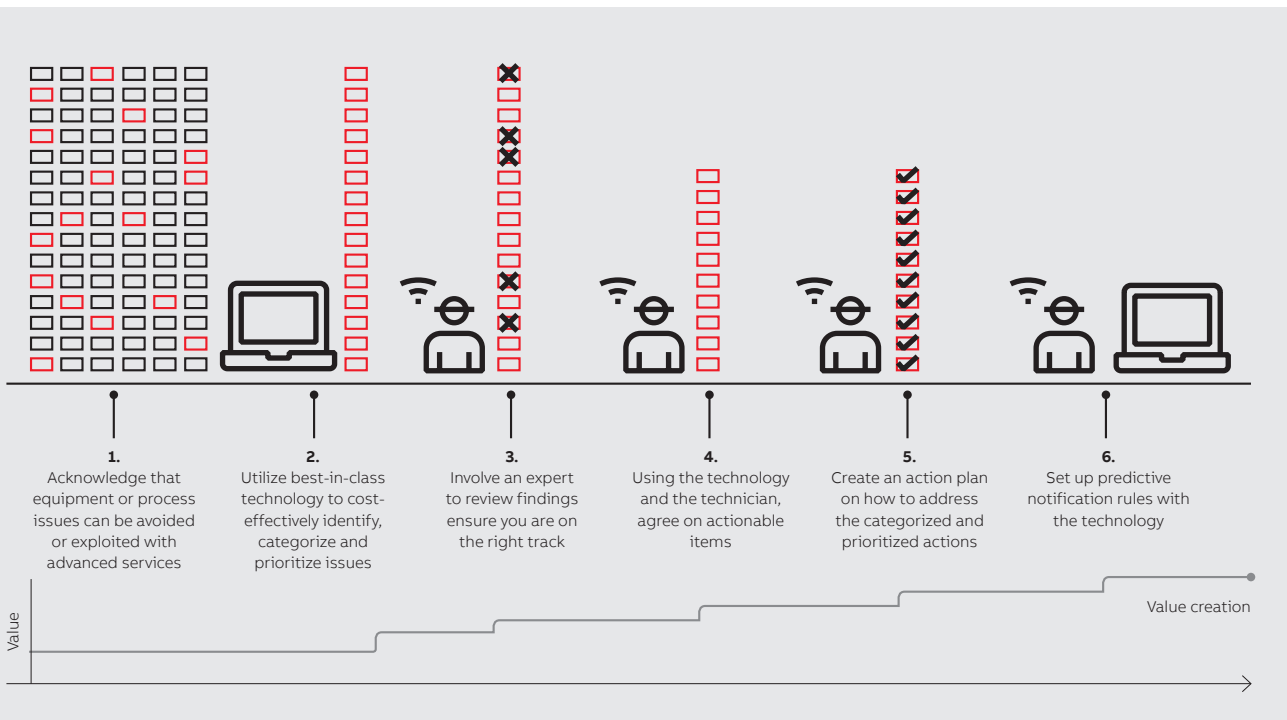 1.
Acknowledge that
equipment or process
issues can be avoided
or exploited with
advanced services
2.
Utilize best-in-class
technology to cost-
effectively identify,
categorize and
prioritize issues
3.
Involve an expert
to review findings
ensure you are on
the right track
4.
Using the technology
and the technician,
agree on actionable
items
5.
Create an action plan
on how to address
the categorized and
prioritized actions
6.
Set up predictive
notification rules with
the technology
Value
Value creation